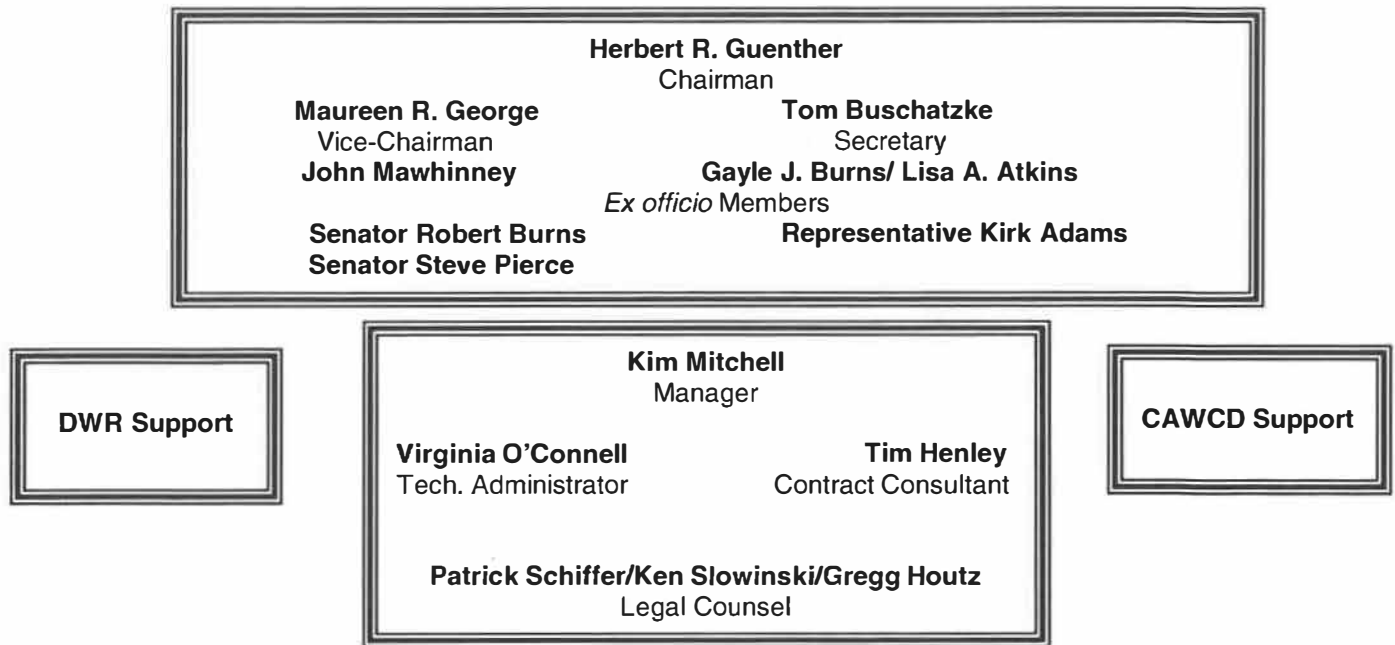 Herbert R. Guenther
Chairman
Maureen R. George Tom Buschatzke
Vice-Chairman Secretary
John Mawhinney Gayle J. Burns/ Lisa A. Atkins
Ex officio Members
Senator Robert Burns Representative Kirk Adams
Senator Steve Pierce
DWR Support
Kim Mitchell
Manager
Virginia O'Connell Tim Henley
Tech. Administrator Contract Consultant
Patrick Schiffer/Ken Slowinski/Gregg Houtz
Legal Counsel
CAWCD Support